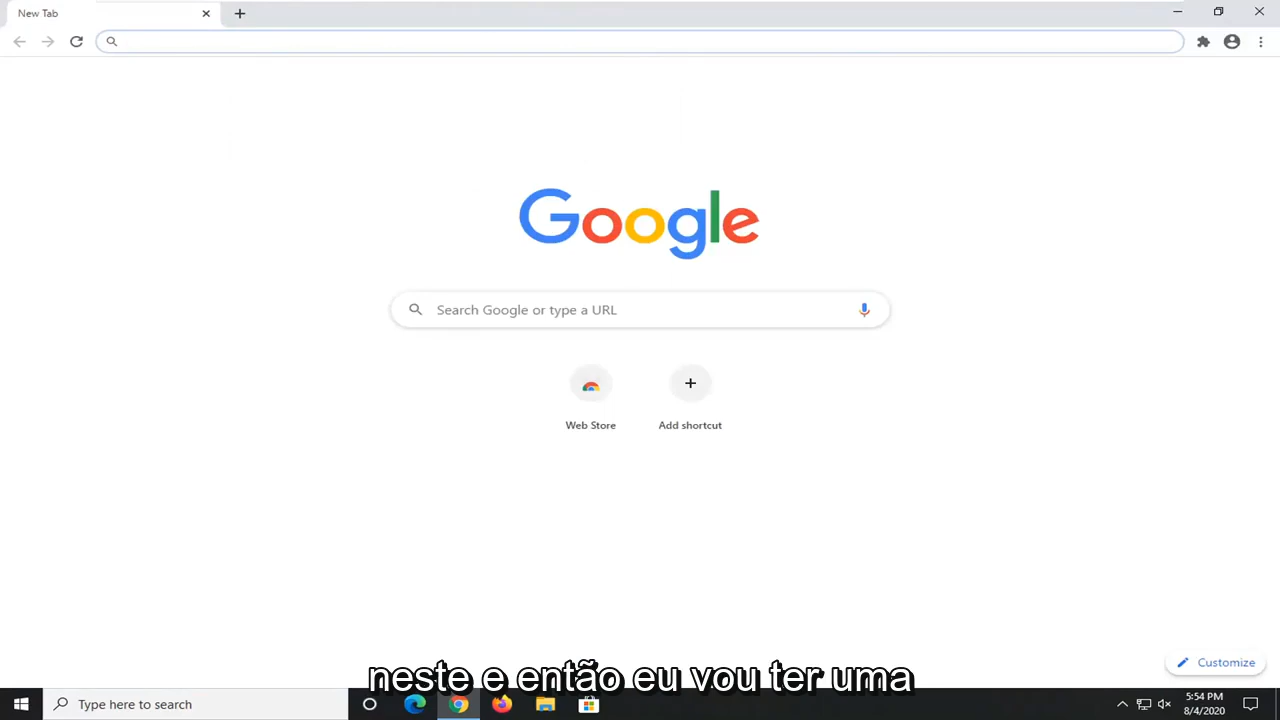 New Tab
Google
Search Google or type a URL
Web Store
Add shortcut
Customize
neste e então eu vou ter uma
Type here to search
5:54 PM
8/4/2020